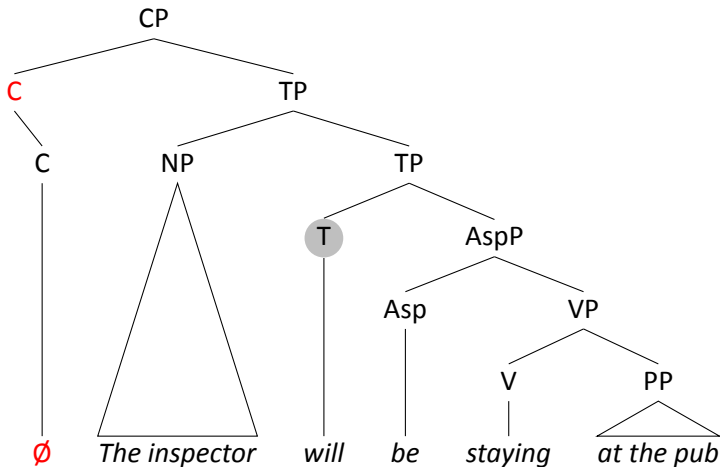 CP
C TP
C NP TP
T AspP
Asp VP
V PP
Ø The inspector will be staying at the pub